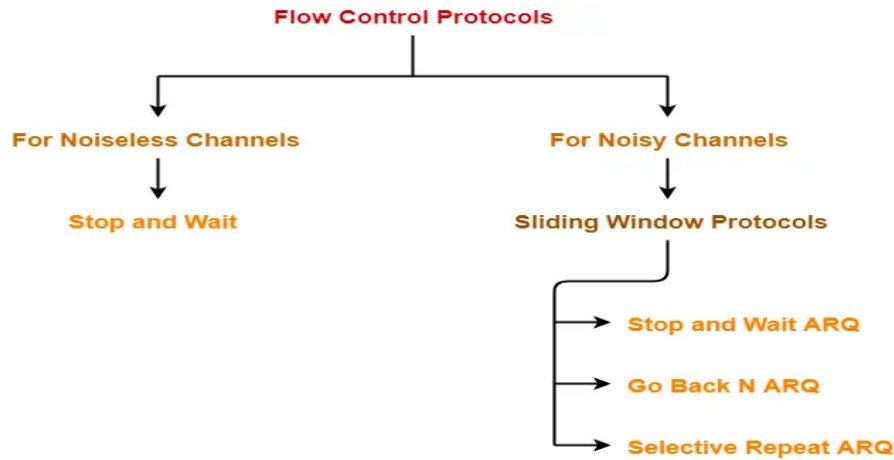 Flow Control Protocols
For Noiseless Channels
For Noisy Channels
Stop and Wait
Sliding Window Protocols
Stop and Wait ARQ
Go Back N ARQ
Selective Repeat ARQ